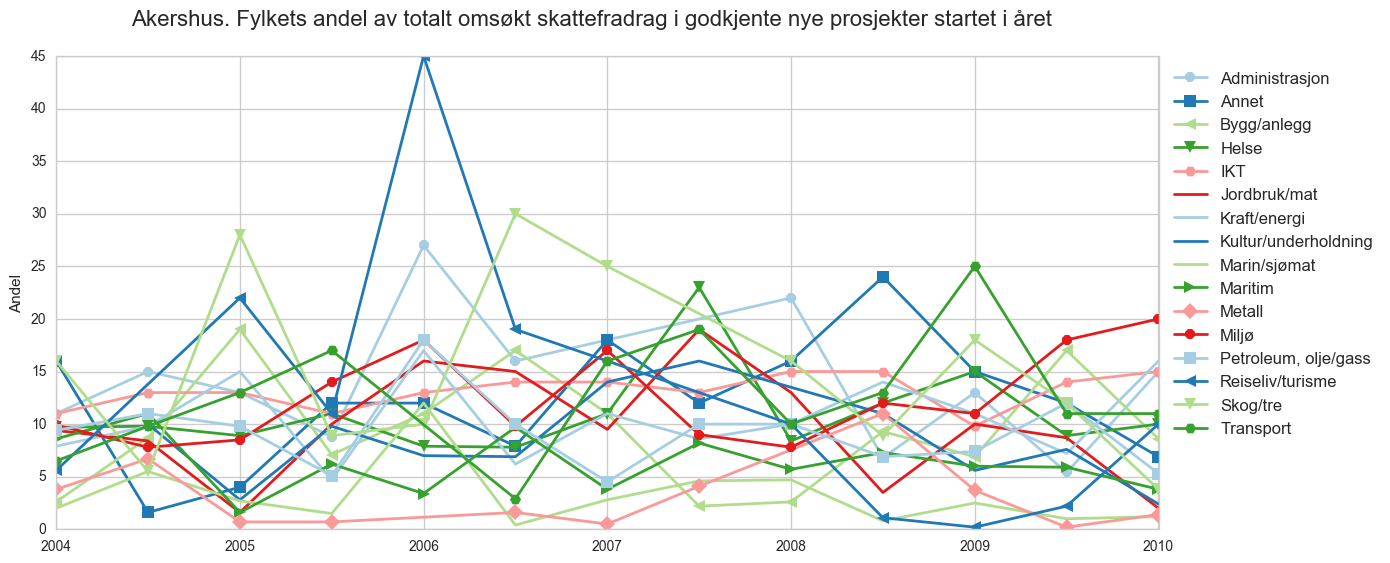 Akershus. Fylkets andel av totalt omsøkt skattefradrag i godkjente nye prosjekter startet i året
45
40
35
30
25
20
15
10
5
0
Andel
2004
2005
2006
2007
2008
2009
2010
Administrasjon
Annet
Bygg/anlegg
Helse
IKT
Jordbruk/mat
Kraft/energi
Kultur/underholdning
Marin/sjømat
Maritim
Metall
Miljø
Petroleum, olje/gass
Reiseliv/turisme
Skog/tre
Transport